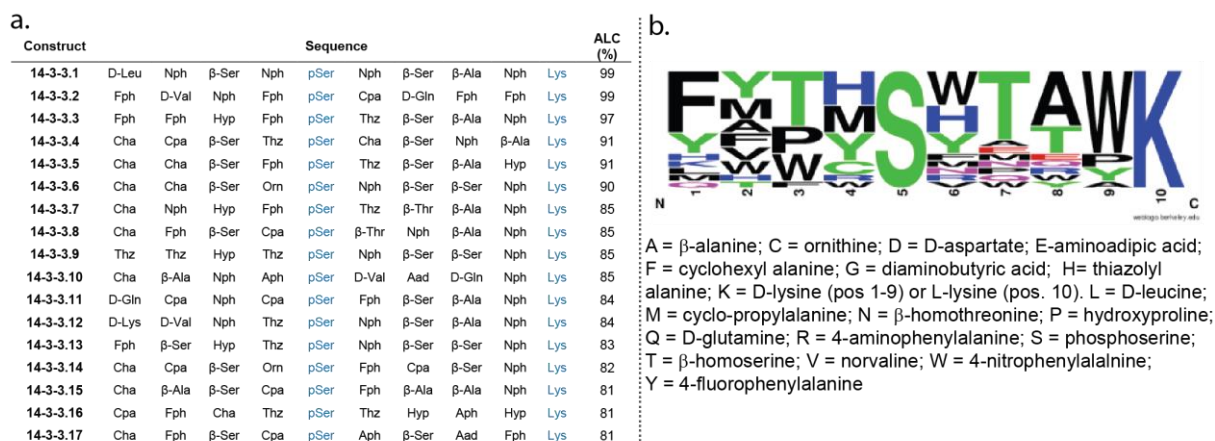 a.
Construct Sequence ALC (%)
14-3-3.1 D-Leu Nph β-Ser Nph pSer Nph β-Ser β-Ala Nph Lys 99
14-3-3.2 Fph D-Val Nph Fph pSer Cpa D-Gln Fph Fph Lys 99
14-3-3.3 Fph Fph Hyp Fph pSer Thz β-Ser β-Ala Nph Lys 97
14-3-3.4 Cha Cpa β-Ser Thz pSer Cha β-Ser Nph β-Ala Lys 91
14-3-3.5 Cha Cha β-Ser Fph pSer Thz β-Ser β-Ala Hyp Lys 91
14-3-3.6 Cha Cha β-Ser Orn pSer Nph β-Ser β-Ser Nph Lys 90
14-3-3.7 Cha Nph Hyp Fph pSer Thz β-Thr β-Ala Nph Lys 85
14-3-3.8 Cha Fph β-Ser Cpa pSer β-Thr Nph β-Ala Nph Lys 85
14-3-3.9 Thz Thz Hyp Thz pSer Nph β-Ser β-Ser Nph Lys 85
14-3-3.10 Cha β-Ala Nph Aph pSer D-Val Aad D-Gln Nph Lys 85
14-3-3.11 D-Gln Cpa Nph Cpa pSer Fph β-Ser β-Ala Nph Lys 84
14-3-3.12 D-Lys D-Val Nph Thz pSer Nph β-Ser β-Ala Nph Lys 84
14-3-3.13 Fph β-Ser Hyp Thz pSer Nph β-Ser β-Ser Nph Lys 83
14-3-3.14 Cha Cpa β-Ser Orn pSer Fph Cpa β-Ser Nph Lys 82
14-3-3.15 Cha β-Ala β-Ser Cpa pSer Fph β-Ala β-Ala Nph Lys 81
14-3-3.16 Cpa Fph Cha Thz pSer Thz Hyp Aph Hyp Lys 81
14-3-3.17 Cha Fph β-Ser Cpa pSer Aph β-Ser Aad Fph Lys 81
b.
F Y T H S W T A W K
N 1 2 3 4 5 6 7 8 9 10 C
weblogo.berkeley.edu
A = β-alanine; C = ornithine; D = D-aspartate; E-aminoadipic acid;
F = cyclohexyl alanine; G = diaminobutyric acid; H= thiazolyl
alanine; K = D-lysine (pos 1-9) or L-lysine (pos. 10). L = D-leucine;
M = cyclo-propylalanine; N = β-homothreonine; P = hydroxyproline;
Q = D-glutamine; R = 4-aminophenylalanine; S = phosphoserine;
T = β-homoserine; V = norvaline; W = 4-nitrophenylalalnine;
Y = 4-fluorophenylalanine